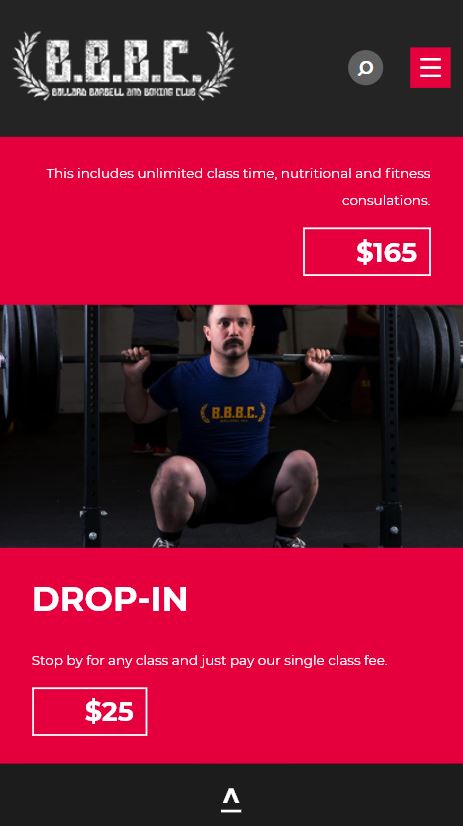 B.B.B.C.
BALLARD BARBELL AND BOXING CLUB
This includes unlimited class time, nutritional and fitness
consulations.
$165
B.B.B.C.
DROP-IN
Stop by for any class and just pay our single class fee.
$25